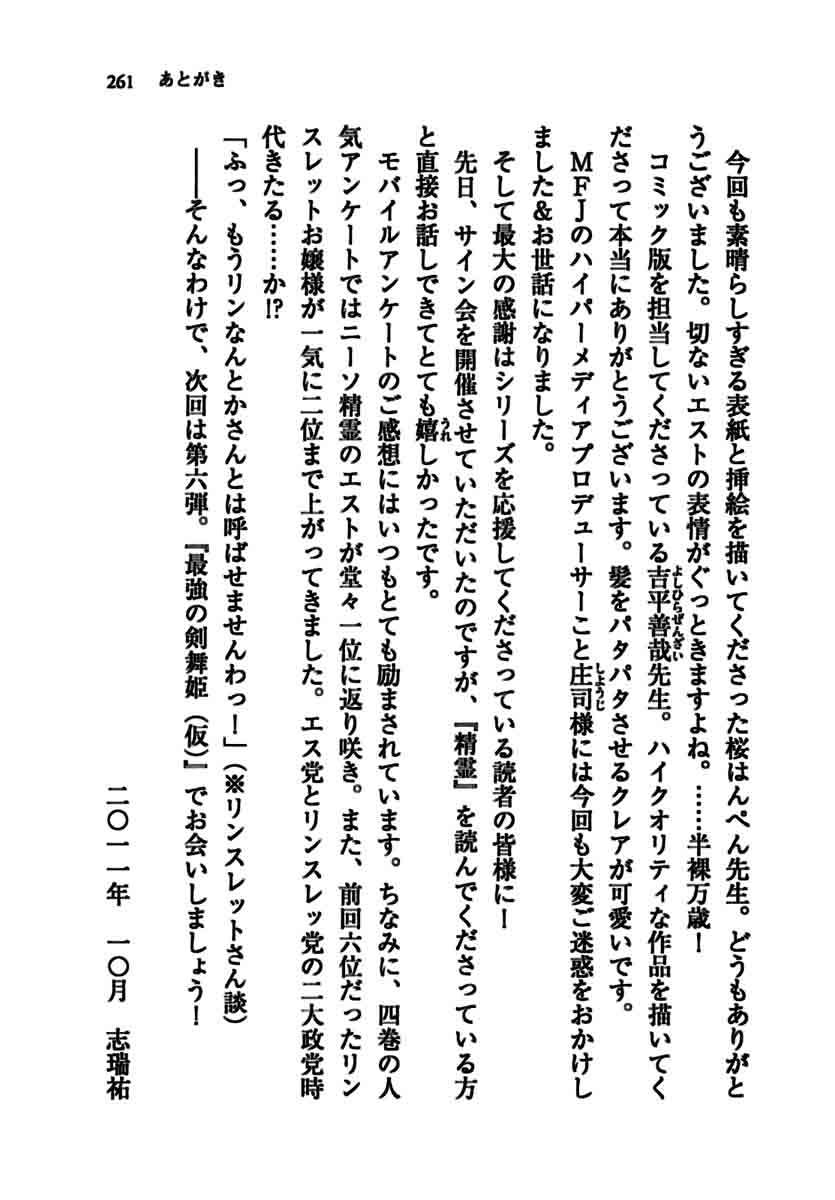 261　あとがき
　今回も素晴らしすぎる表紙と挿絵を描いてくださった桜はんぺん先生。どうもありがと
うございました。切ないエストの表情がぐっときますよね。……半裸万歳！
　コミック版を担当してくださっている吉平善哉先生。ハイクオリティな作品を描いてく
ださって本当にありがとうございます。髪をパタパタさせるクレアが可愛いです。
　ＭＦＪのハイパーメディアプロデューサーこと庄司様には今回も大変ご迷惑をおかけし
ました＆お世話になりました。
　そして最大の感謝はシリーズを応援してくださっている読者の皆様に！
　先日、サイン会を開催させていただいたのですが、『精霊』を読んでくださっている方
と直接お話しできてとても嬉しかったです。
　モバイルアンケートのご感想にはいつもとても励まされています。ちなみに、四巻の人
気アンケートではニーソ精霊のエストが堂々一位に返り咲き。また、前回六位だったリン
スレットお嬢様が一気に二位まで上がってきました。エス党とリンスレッ党の二大政党時
代きたる……か!?
「ふっ、もうリンなんとかさんとは呼ばせませんわっ！」（※リンスレットさん談）
　――そんなわけで、次回は第六弾。『最強の剣舞姫（仮）』でお会いしましょう！
二〇一一年　一〇月　志瑞祐